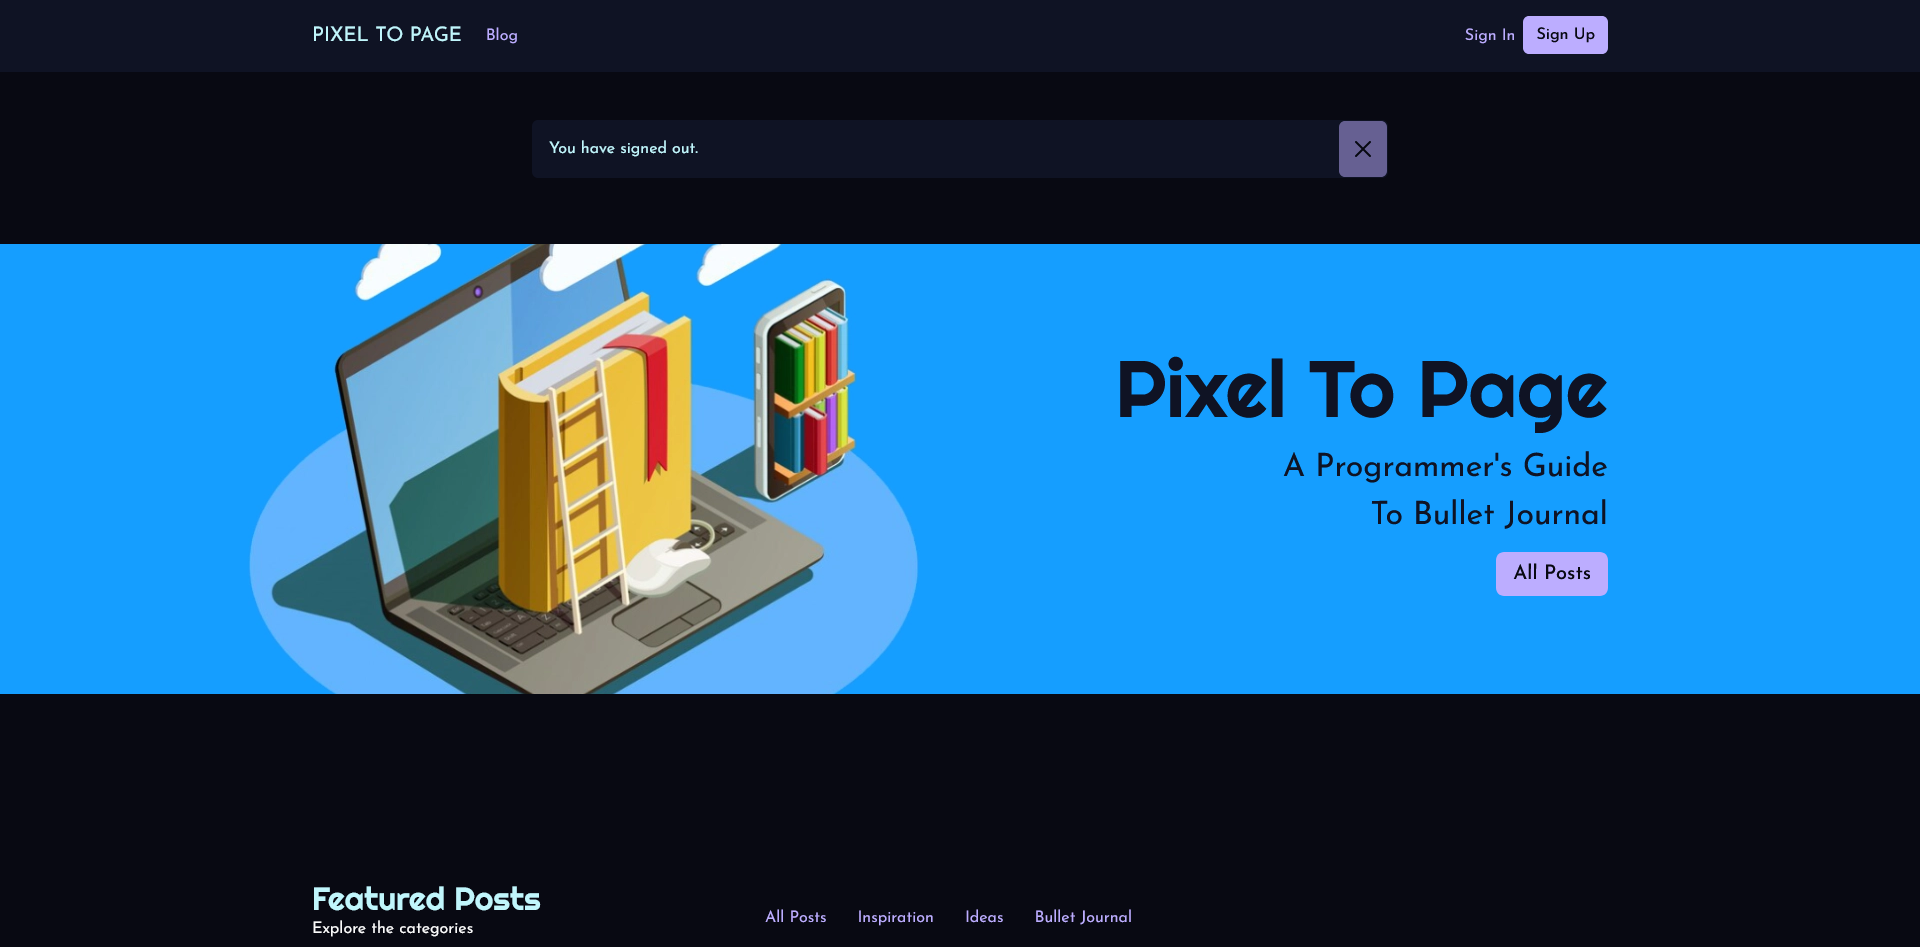 PIXEL TO PAGE Blog Sign In Sign Up
You have signed out.
Pixel To Page
A Programmer's Guide
To Bullet Journal
All Posts
Featured Posts
Explore the categories
All Posts Inspiration Ideas Bullet Journal